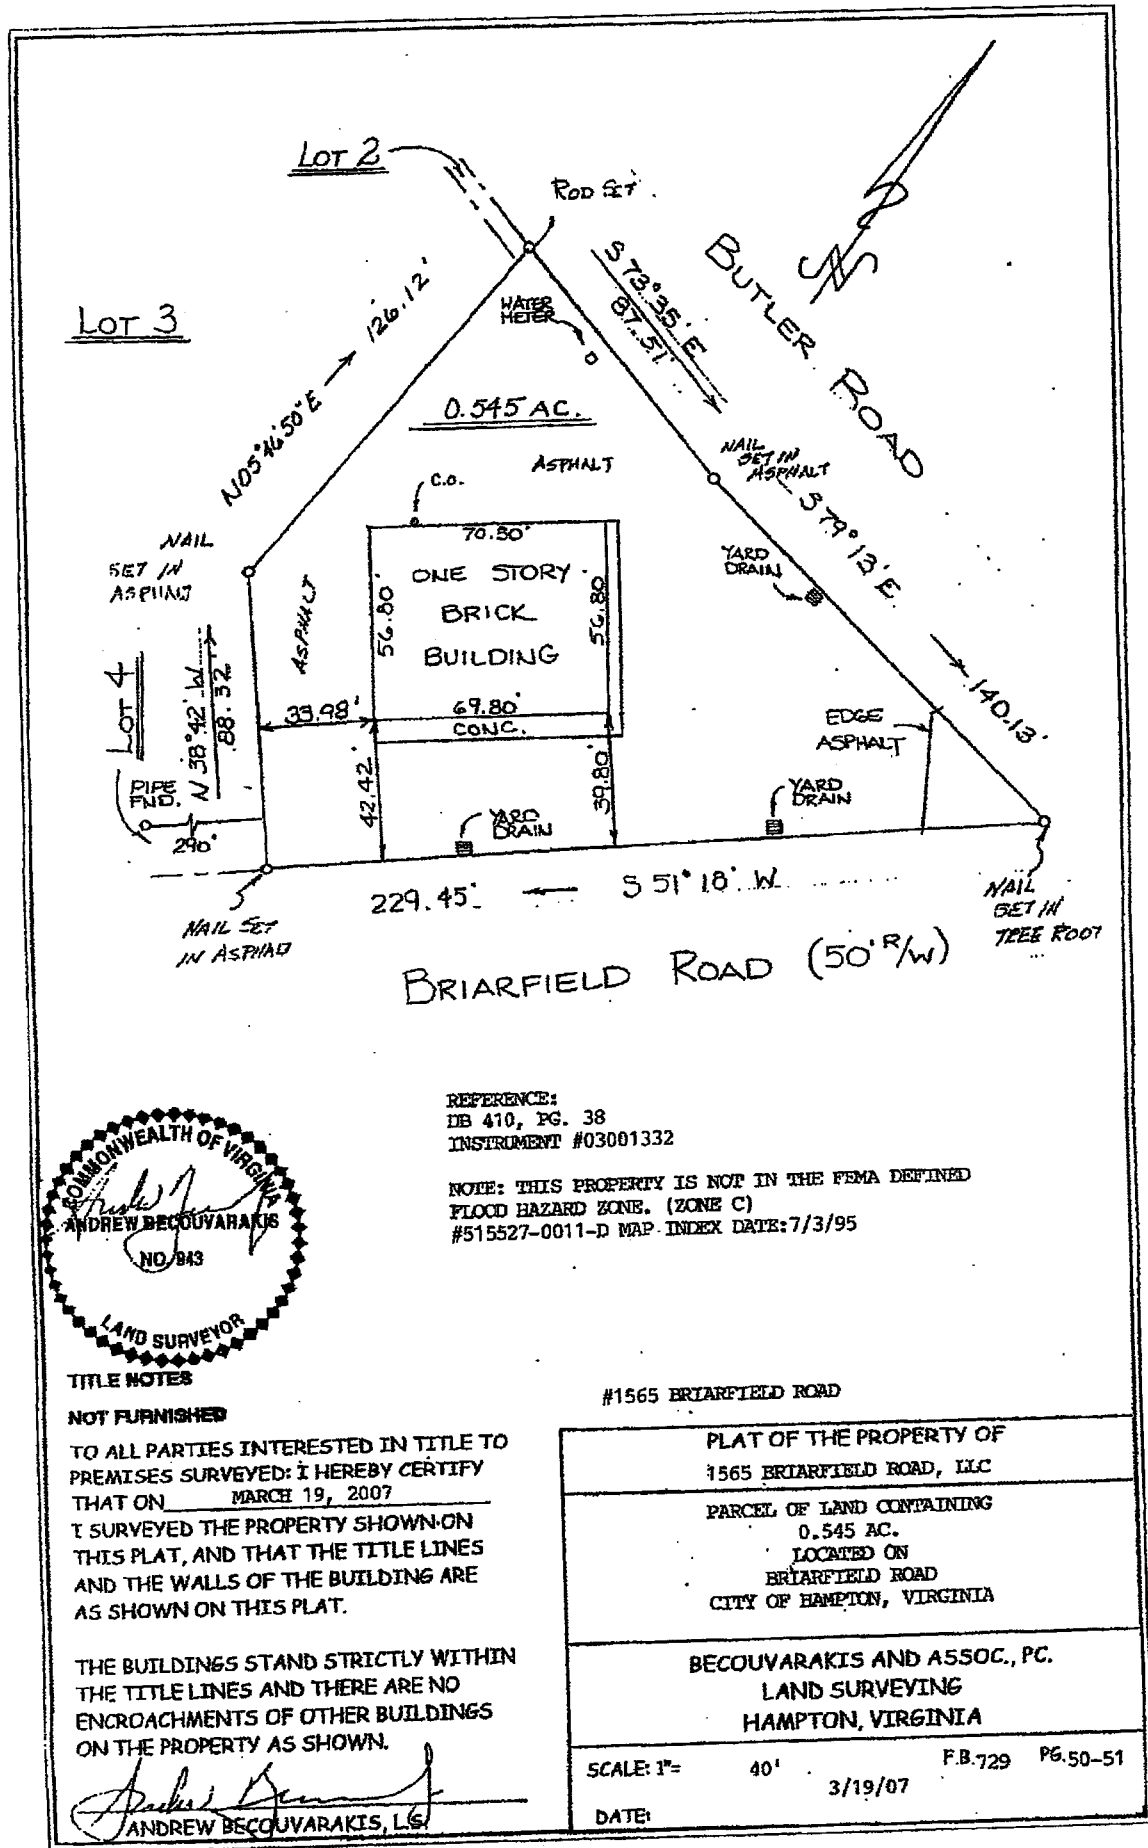 LOT 2
ROD SET
BUTLER ROAD
S 73°35' E
87.51'
WATER
METER
LOT 3
N05°46'50"E
126.12'
0.545 AC.
ASPHALT
NAIL
SET IN
ASPHALT
S 79°13' E
140.13'
C.O.
70.50'
ONE STORY
BRICK
BUILDING
56.80'
56.80
69.80'
CONC.
YARD
DRAIN
NAIL
SET IN
ASPHALT
ASPHALT
LOT 4
N 38°42' W
88.32'
33.98'
42.42'
39.80'
EDGE
ASPHALT
PIPE
FND.
290'
YARD
DRAIN
YARD
DRAIN
229.45'
S 51°18' W
NAIL SET
IN ASPHALT
NAIL
SET IN
TREE ROOT
BRIARFIELD ROAD (50' R/W)
REFERENCE:
DB 410, PG. 38
INSTRUMENT #03001332
NOTE: THIS PROPERTY IS NOT IN THE FEMA DEFINED
FLOOD HAZARD ZONE. (ZONE C)
#515527-0011-D MAP INDEX DATE:7/3/95
COMMONWEALTH OF VIRGINIA
ANDREW BECOUVARAKIS
NO. 943
LAND SURVEYOR
TITLE NOTES
NOT FURNISHED
TO ALL PARTIES INTERESTED IN TITLE TO
PREMISES SURVEYED: I HEREBY CERTIFY
THAT ON MARCH 19, 2007
I SURVEYED THE PROPERTY SHOWN ON
THIS PLAT, AND THAT THE TITLE LINES
AND THE WALLS OF THE BUILDING ARE
AS SHOWN ON THIS PLAT.
THE BUILDINGS STAND STRICTLY WITHIN
THE TITLE LINES AND THERE ARE NO
ENCROACHMENTS OF OTHER BUILDINGS
ON THE PROPERTY AS SHOWN.
ANDREW BECOUVARAKIS, L.S.
#1565 BRIARFIELD ROAD
PLAT OF THE PROPERTY OF
1565 BRIARFIELD ROAD, LLC
PARCEL OF LAND CONTAINING
0.545 AC.
LOCATED ON
BRIARFIELD ROAD
CITY OF HAMPTON, VIRGINIA
BECOUVARAKIS AND ASSOC., PC.
LAND SURVEYING
HAMPTON, VIRGINIA
SCALE: 1"= 40' F.B.729 PG.50-51
3/19/07
DATE: